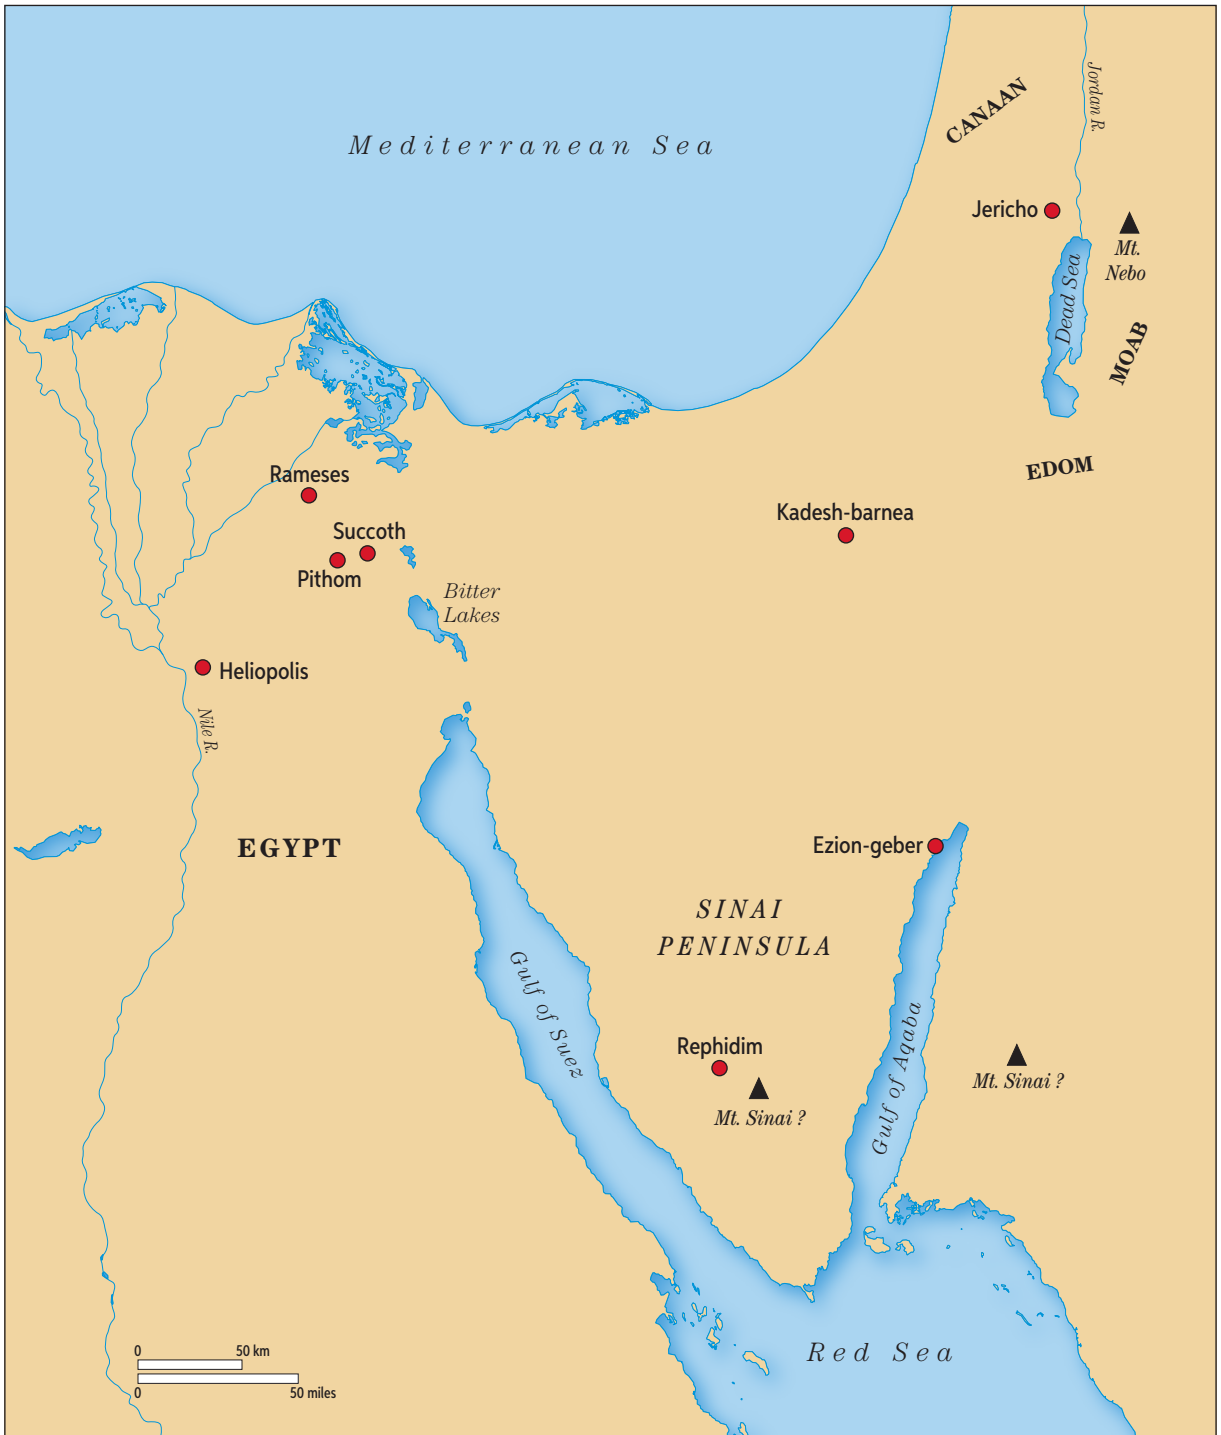 Mediterranean Sea
CANAAN
Jordan R.
Jericho
Mt.
Nebo
Dead Sea
MOAB
EDOM
Rameses
Succoth
Pithom
Kadesh-barnea
Bitter
Lakes
Heliopolis
Nile R.
EGYPT
Ezion-geber
SINAI
PENINSULA
Gulf of Suez
Gulf of Aqaba
Rephidim
Mt. Sinai ?
Mt. Sinai ?
Red Sea
0 50 km
0 50 miles